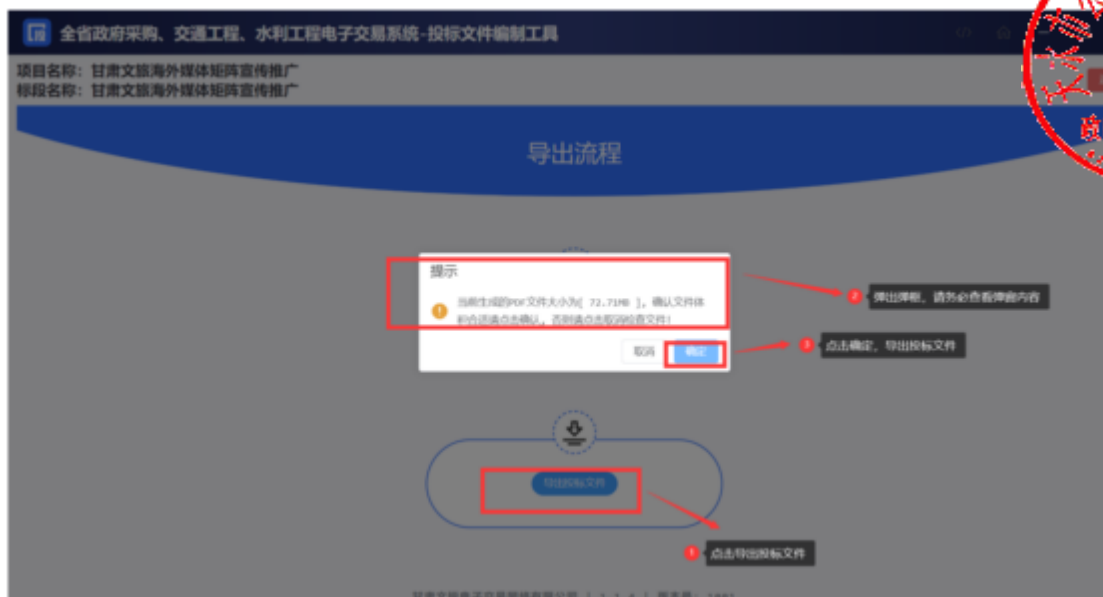 投 全省政府采购、交通工程、水利工程电子交易系统-投标文件编制工具
项目名称：甘肃文旅海外媒体矩阵宣传推广
标段名称：甘肃文旅海外媒体矩阵宣传推广
导出流程
提示
当前生成的PDF文件大小为[ 72.71MB ]，确认文件体
积合适请点击确认，否则请点击取消检查文件！
取消 确定
2 弹出弹框，请务必查看弹窗内容
3 点击确定，导出投标文件
导出投标文件
1 点击导出投标文件